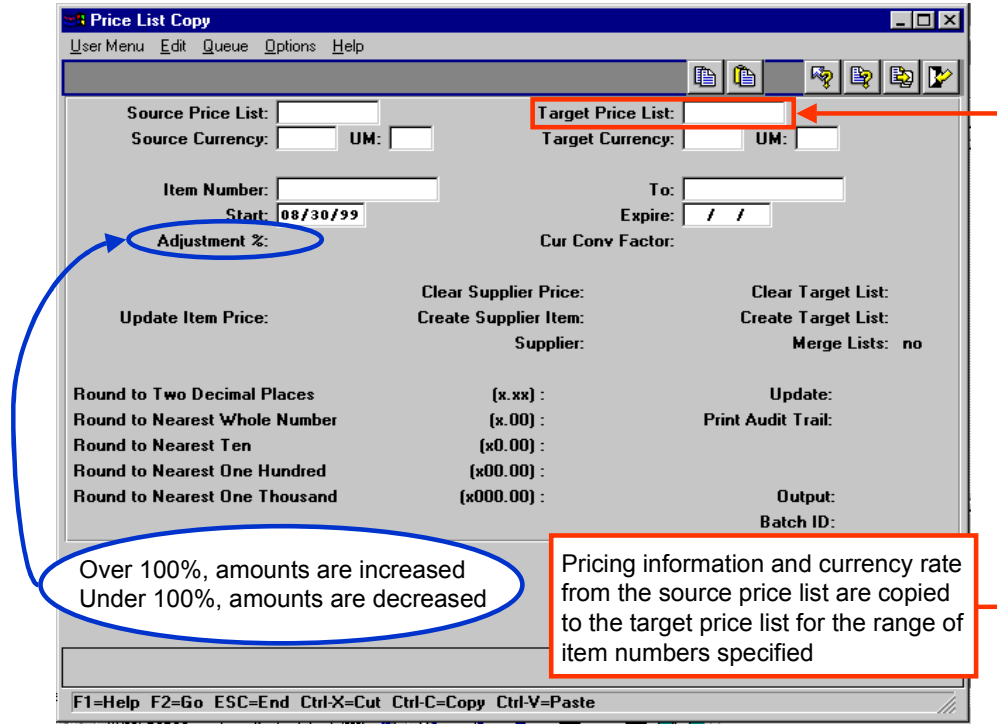 Price List Copy
User Menu Edit Queue Options Help
Source Price List: Target Price List:
Source Currency: UM: Target Currency: UM:
Item Number: To:
Start: 08/30/99 Expire: / /
Adjustment %: Cur Conv Factor:
Clear Supplier Price: Clear Target List:
Update Item Price: Create Supplier Item: Create Target List:
Supplier: Merge Lists: no
Round to Two Decimal Places (x.xx) : Update:
Round to Nearest Whole Number (x.00) : Print Audit Trail:
Round to Nearest Ten (x0.00) :
Round to Nearest One Hundred (x00.00) :
Round to Nearest One Thousand (x000.00) : Output:
Batch ID:
Over 100%, amounts are increased
Under 100%, amounts are decreased
Pricing information and currency rate
from the source price list are copied
to the target price list for the range of
item numbers specified
F1=Help F2=Go ESC=End Ctrl-X=Cut Ctrl-C=Copy Ctrl-V=Paste